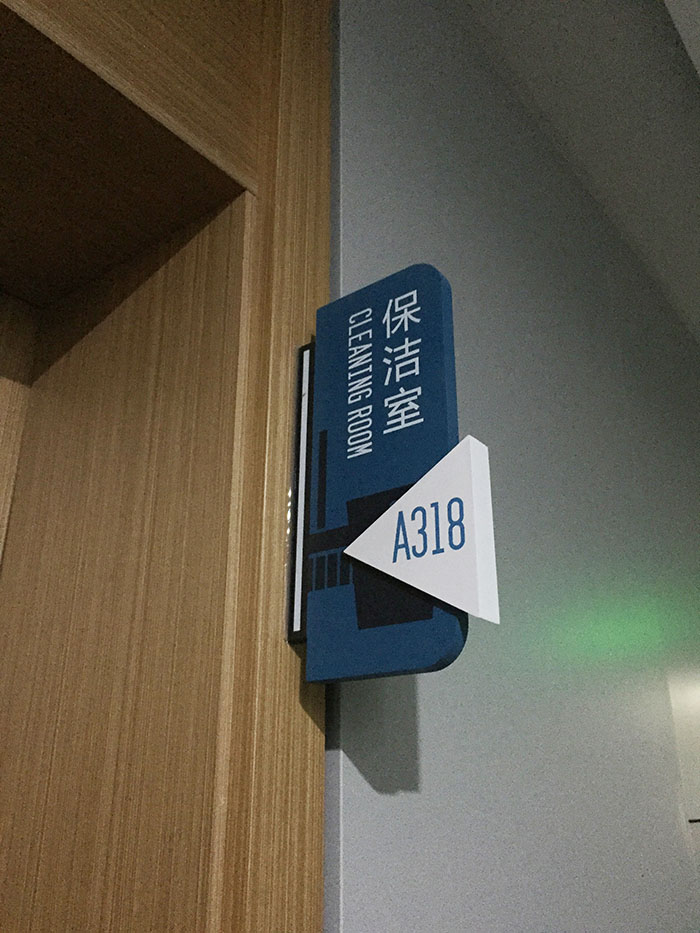 保洁室
CLEANING ROOM
A318